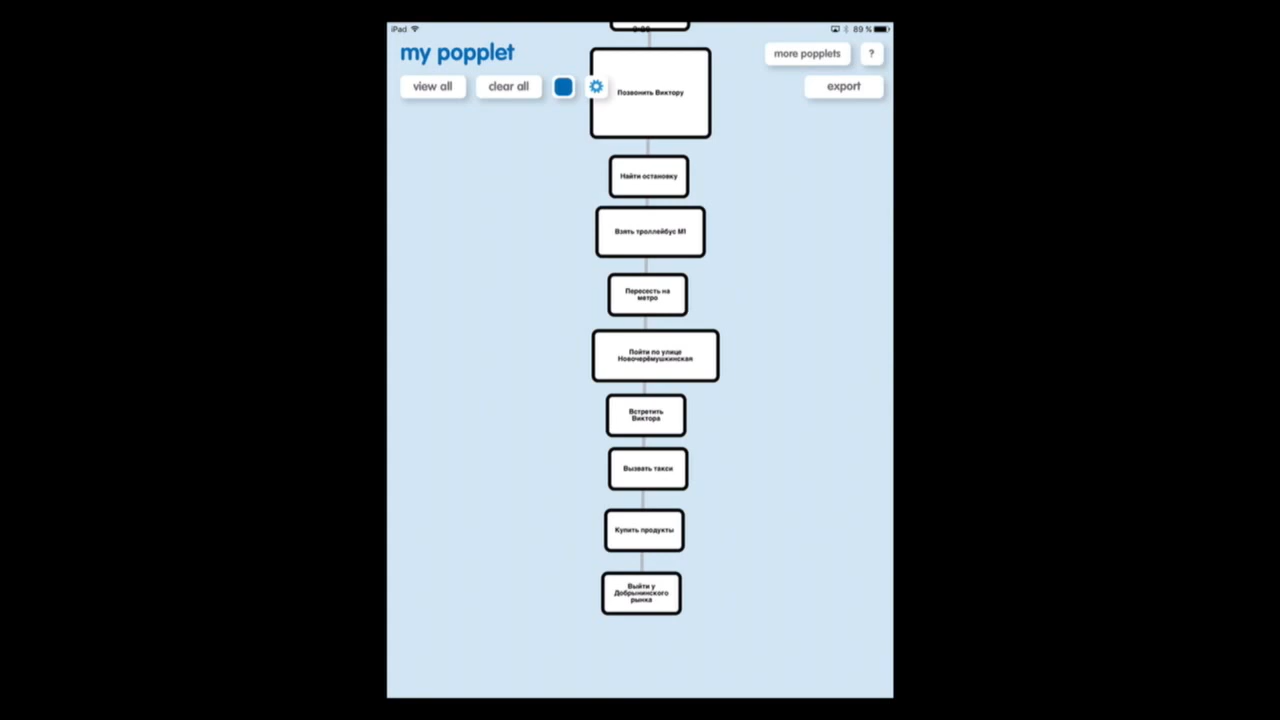 iPad
89 %
my popplet
more popplets
?
view all
clear all
export
Позвонить Виктору
Найти остановку
Взять троллейбус М1
Пересесть на
метро
Пойти по улице
Новочерёмушкинская
Встретить
Виктора
Вызвать такси
Купить продукты
Выйти у
Добрынинского
рынка